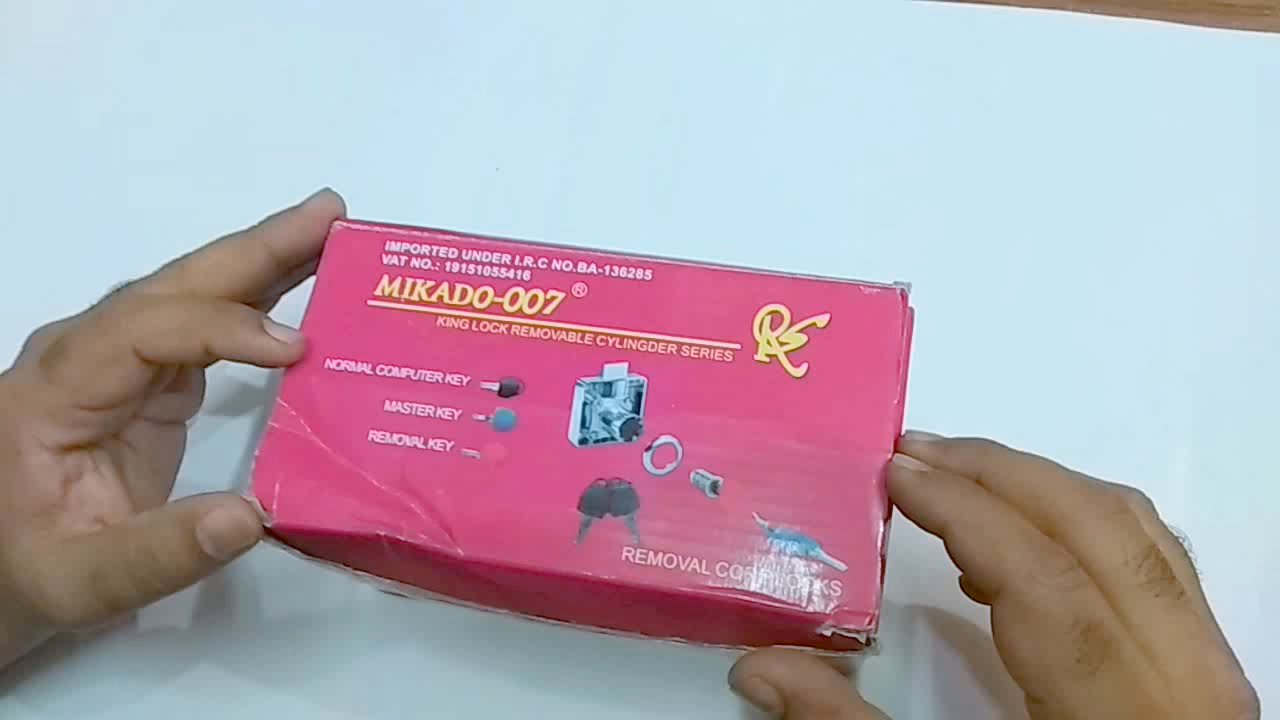 IMPORTED UNDER I.R.C NO.BA-136285
VAT NO.: 19151055416
MIKADO-007®
KING LOCK REMOVABLE CYLINGDER SERIES
NORMAL COMPUTER KEY
MASTER KEY
REMOVAL KEY
REMOVAL